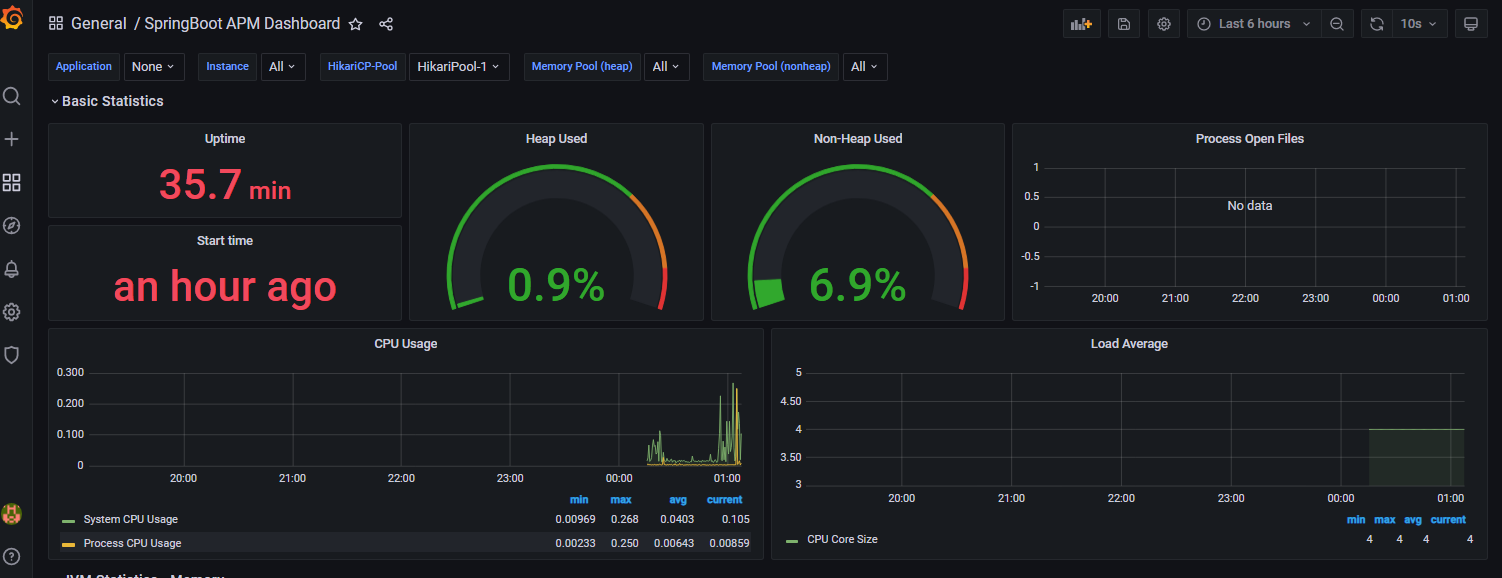 General / SpringBoot APM Dashboard
Last 6 hours
10s
Application None Instance All HikariCP-Pool HikariPool-1 Memory Pool (heap) All Memory Pool (nonheap) All
Basic Statistics
Uptime
35.7 min
Start time
an hour ago
Heap Used
0.9%
Non-Heap Used
6.9%
Process Open Files
1
0.5
0
-0.5
-1
No data
20:00 21:00 22:00 23:00 00:00 01:00
CPU Usage
0.300
0.200
0.100
0
20:00 21:00 22:00 23:00 00:00 01:00
min max avg current
System CPU Usage 0.00969 0.268 0.0403 0.105
Process CPU Usage 0.00233 0.250 0.00643 0.00859
Load Average
5
4.50
4
3.50
3
20:00 21:00 22:00 23:00 00:00 01:00
min max avg current
CPU Core Size 4 4 4 4
JVM Statistics - Memory